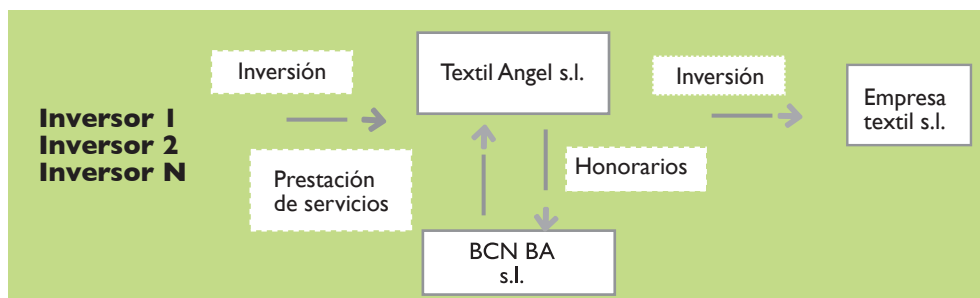 Inversor 1
Inversor 2
Inversor N
Inversión
Prestación
de servicios
Textil Angel s.l.
Honorarios
BCN BA
s.l.
Inversión
Empresa
textil s.l.